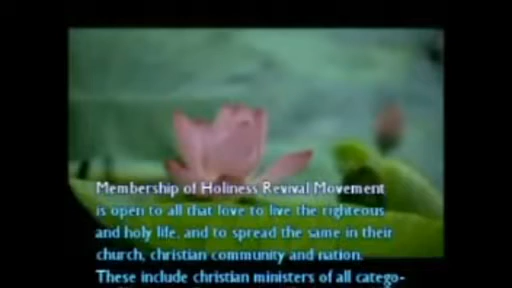 Membership of Holiness Revival Movement
is open to all that love to live the righteous
and holy life, and to spread the same in their
church, christian community and nation.
These include christian ministers of all catego-